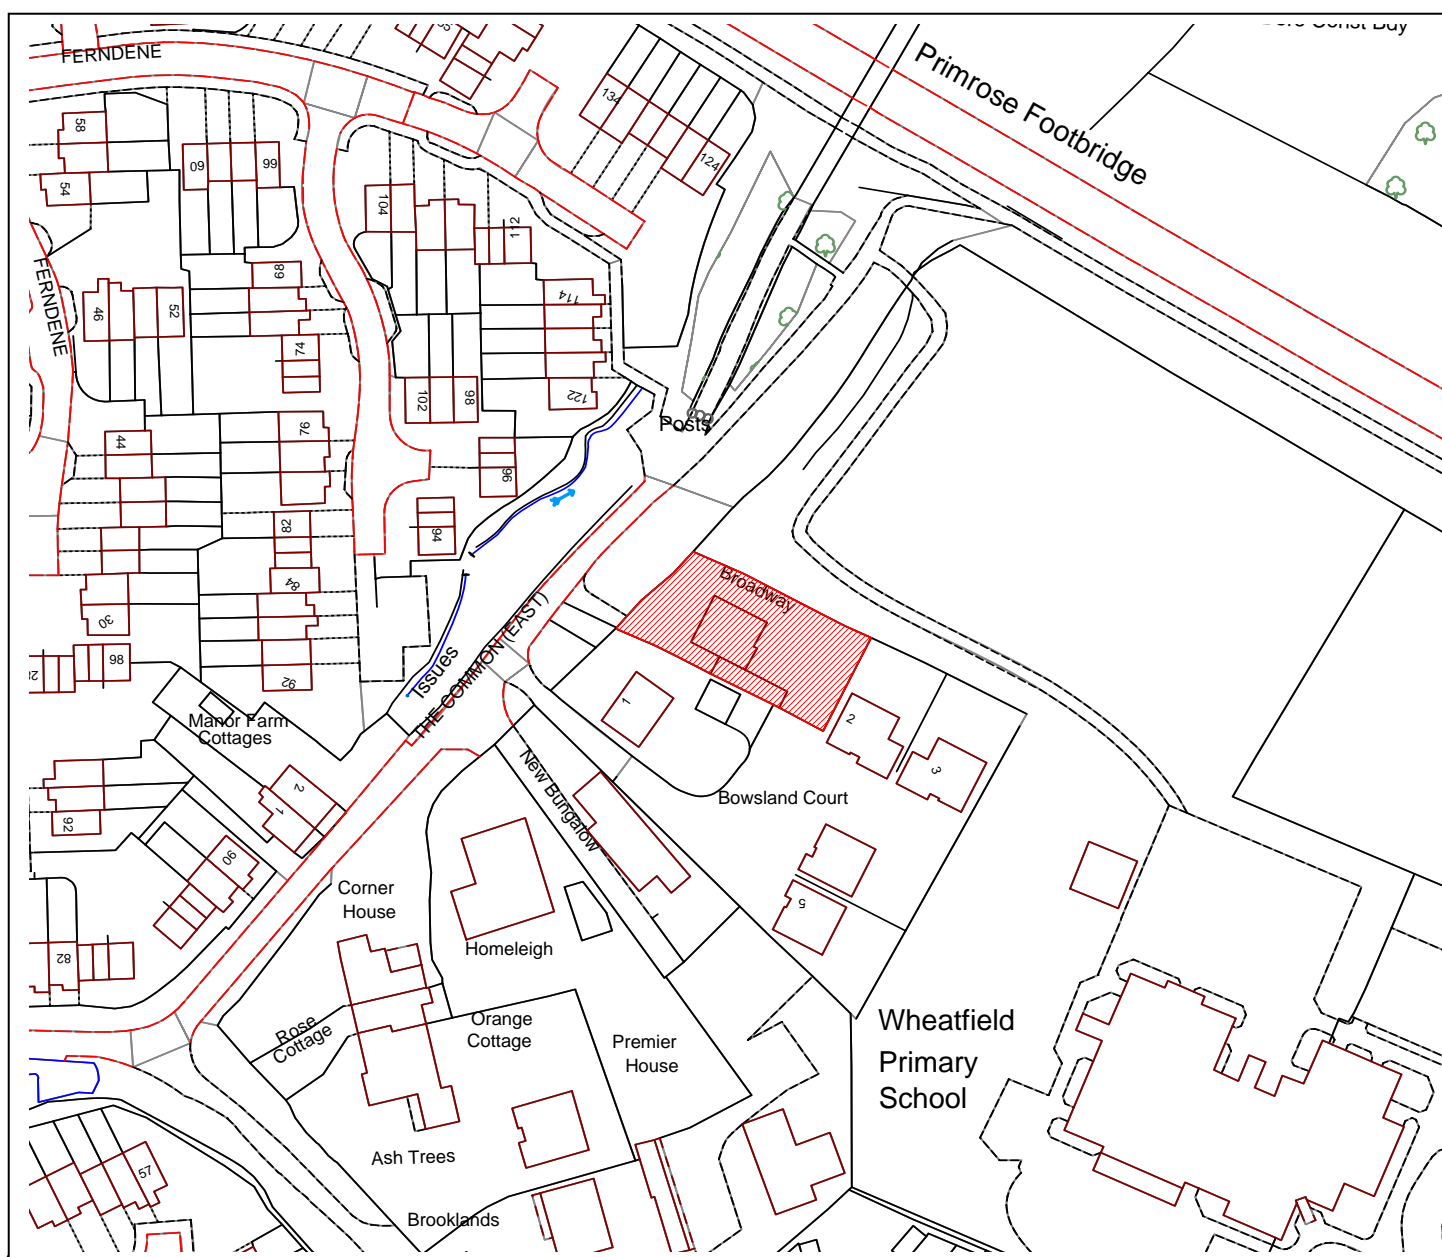 FERNDENE
Primrose Footbridge
134
124
58
54
60
66
104
112
FERNDENE
68
114
46
52
74
102
98
122
Posts
44
76
96
82
94
84
30
86
92
Broadway
Issues
THE COMMON (EAST)
Manor Farm
Cottages
1
2
3
2
1
New Bungalow
Bowsland Court
92
90
Corner
House
5
Homeleigh
82
Rose
Cottage
Orange
Cottage
Premier
House
Wheatfield
Primary
School
Ash Trees
57
Brooklands